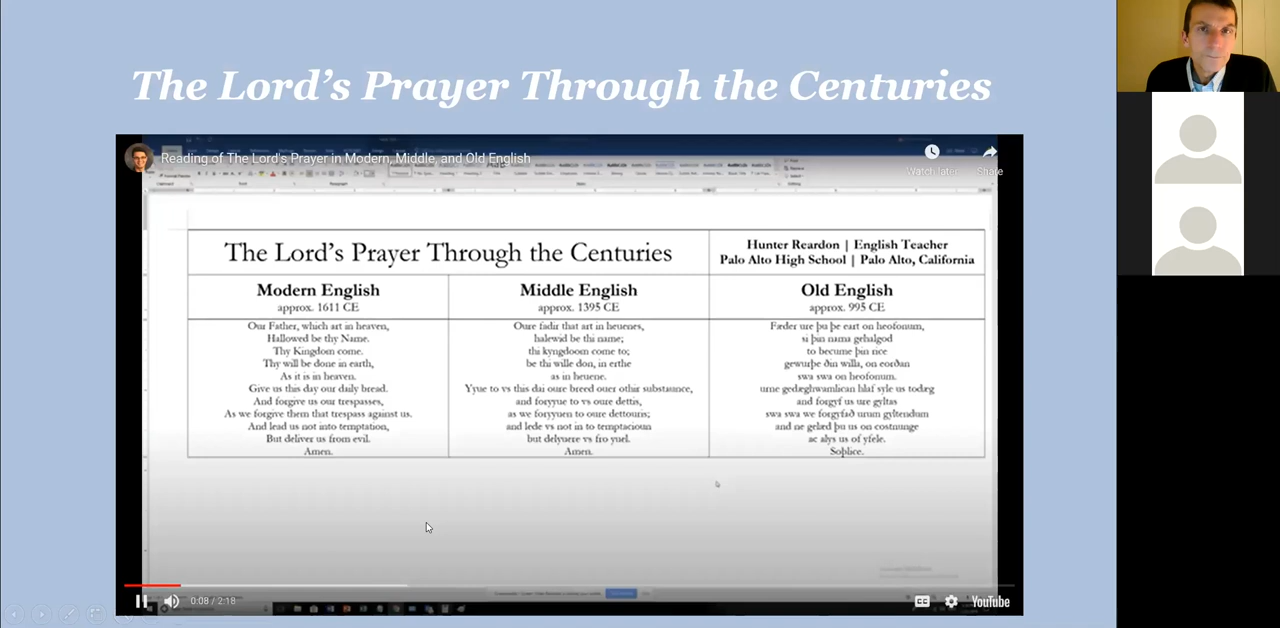 The Lord's Prayer Through the Centuries
Reading of The Lord's Prayer in Modern, Middle, and Old English
Watch later
Share
The Lord's Prayer Through the Centuries
Hunter Reardon | English Teacher
Palo Alto High School | Palo Alto, California
Modern English
approx. 1611 CE
Our Father, which art in heaven,
Hallowed be thy Name.
Thy Kingdom come.
Thy will be done in earth,
As it is in heaven.
Give us this day our daily bread.
And forgive us our trespasses,
As we forgive them that trespass against us.
And lead us not into temptation,
But deliver us from evil.
Amen.
Middle English
approx. 1395 CE
Oure fadir that art in heuenes,
halewid be thi name;
thi kyngdoom come to;
be thi wille don, in erthe
as in heuene.
Yyue to vs this dai oure breed ouer othir substaunce,
and foryyue to vs oure dettis,
as we foryyuen to oure dettouris;
and lede vs not in to temptacioun
but delyuere vs fro yuel.
Amen.
Old English
approx. 995 CE
Fæder ure þu þe eart on heofonum,
si þin nama gehalgod
to becume þin rice
gewurþe ðin willa, on eorðan
swa swa on heofonum.
urne gedæghwamlican hlaf syle us todæg
and forgyf us ure gyltas
swa swa we forgyfað urum gyltendum
and ne gelæd þu us on costnunge
ac alys us of yfele.
Soþlice.
0:08 / 2:18
CC
YouTube